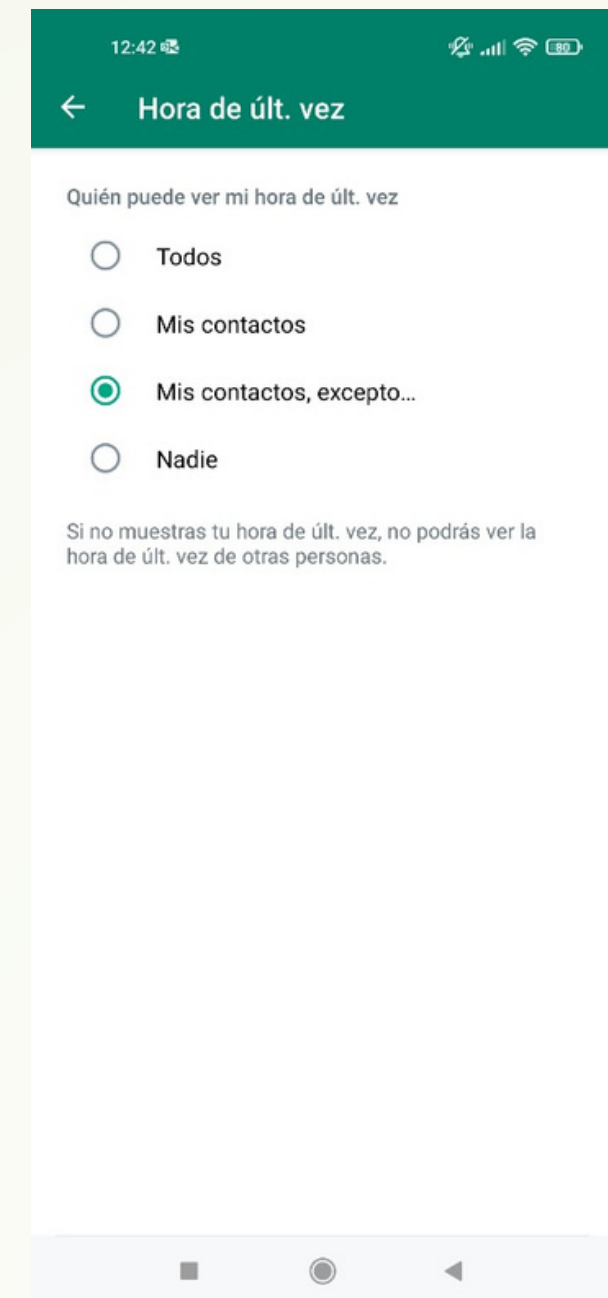 12:42
80
Hora de últ. vez
Quién puede ver mi hora de últ. vez
Todos
Mis contactos
Mis contactos, excepto...
Nadie
Si no muestras tu hora de últ. vez, no podrás ver la
hora de últ. vez de otras personas.